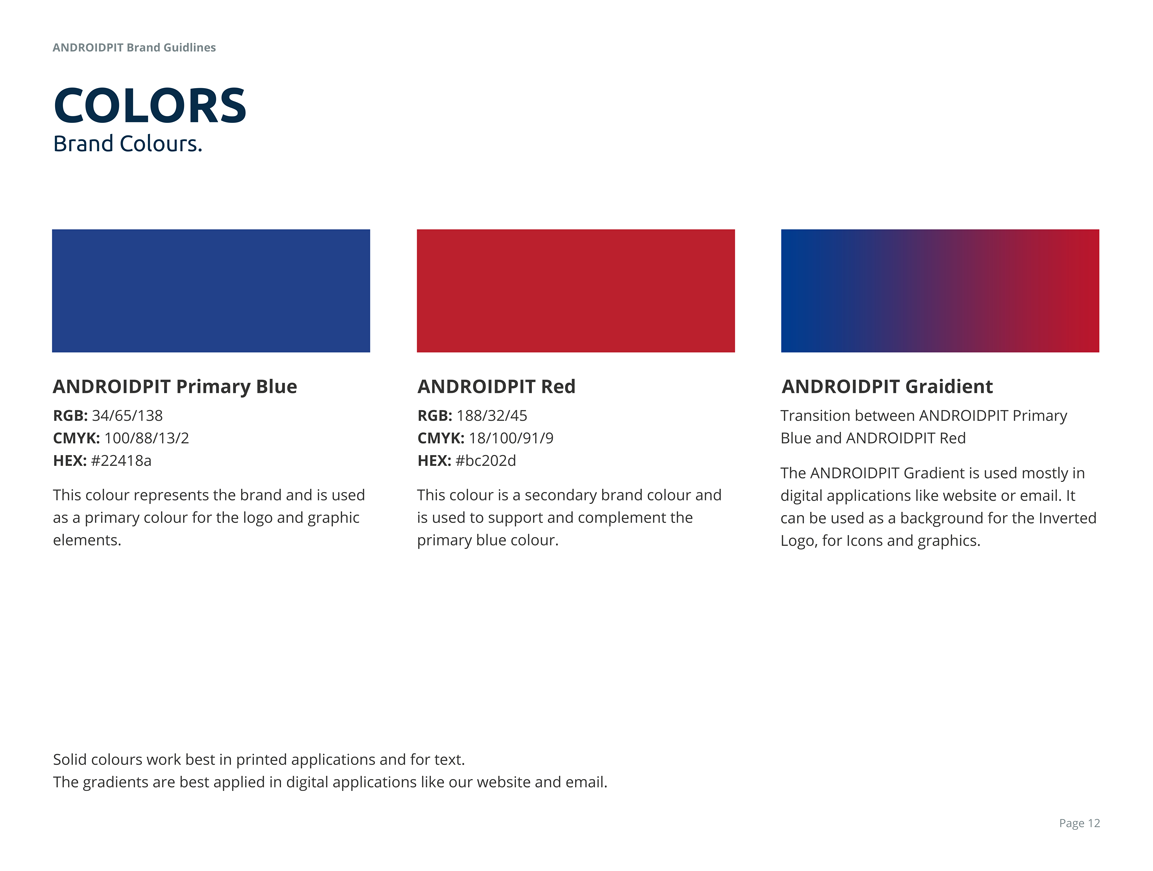 ANDROIDPIT Brand Guidlines
COLORS
Brand Colours.
ANDROIDPIT Primary Blue
RGB: 34/65/138
CMYK: 100/88/13/2
HEX: #22418a
This colour represents the brand and is used
as a primary colour for the logo and graphic
elements.
ANDROIDPIT Red
RGB: 188/32/45
CMYK: 18/100/91/9
HEX: #bc202d
This colour is a secondary brand colour and
is used to support and complement the
primary blue colour.
ANDROIDPIT Graidient
Transition between ANDROIDPIT Primary
Blue and ANDROIDPIT Red
The ANDROIDPIT Gradient is used mostly in
digital applications like website or email. It
can be used as a background for the Inverted
Logo, for Icons and graphics.
Solid colours work best in printed applications and for text.
The gradients are best applied in digital applications like our website and email.
Page 12